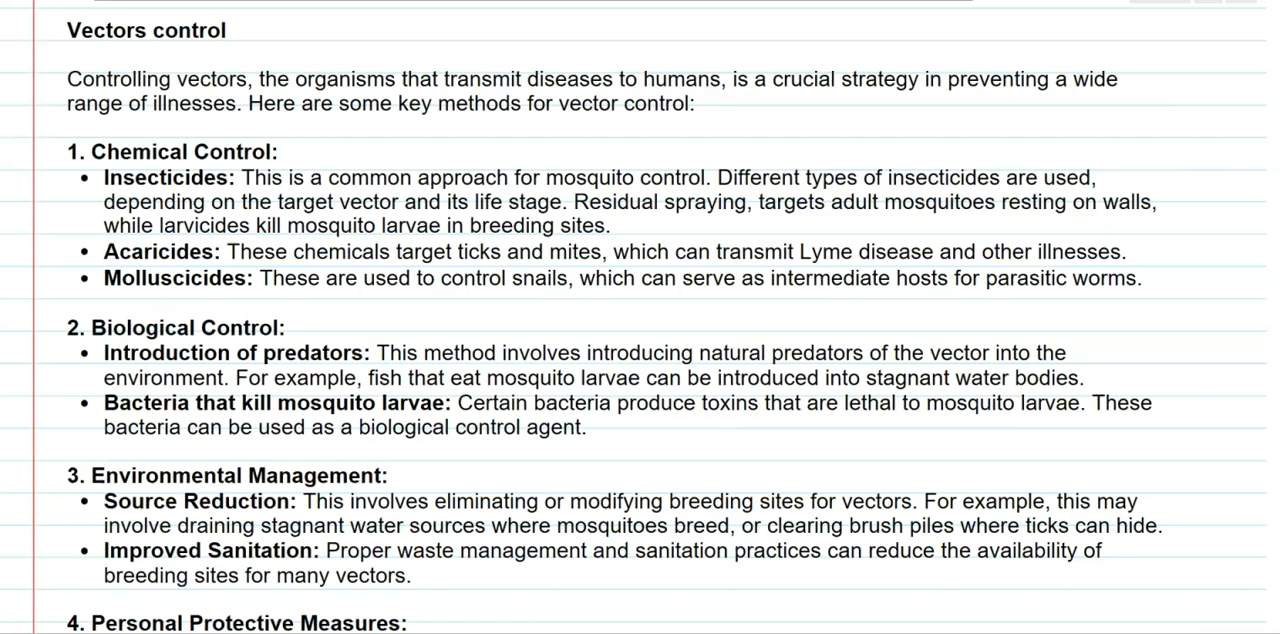 Vectors control
Controlling vectors, the organisms that transmit diseases to humans, is a crucial strategy in preventing a wide
range of illnesses. Here are some key methods for vector control:
1. Chemical Control:
• Insecticides: This is a common approach for mosquito control. Different types of insecticides are used,
depending on the target vector and its life stage. Residual spraying, targets adult mosquitoes resting on walls,
while larvicides kill mosquito larvae in breeding sites.
• Acaricides: These chemicals target ticks and mites, which can transmit Lyme disease and other illnesses.
• Molluscicides: These are used to control snails, which can serve as intermediate hosts for parasitic worms.
2. Biological Control:
• Introduction of predators: This method involves introducing natural predators of the vector into the
environment. For example, fish that eat mosquito larvae can be introduced into stagnant water bodies.
• Bacteria that kill mosquito larvae: Certain bacteria produce toxins that are lethal to mosquito larvae. These
bacteria can be used as a biological control agent.
3. Environmental Management:
• Source Reduction: This involves eliminating or modifying breeding sites for vectors. For example, this may
involve draining stagnant water sources where mosquitoes breed, or clearing brush piles where ticks can hide.
• Improved Sanitation: Proper waste management and sanitation practices can reduce the availability of
breeding sites for many vectors.
4. Personal Protective Measures: